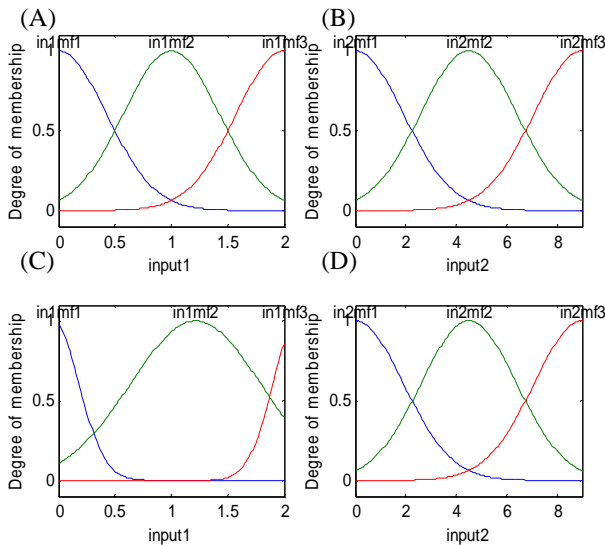 (A)
in1mf1 in1mf2 in1mf3
1
0.5
0
Degree of membership
0 0.5 1 1.5 2
input1
(B)
in2mf1 in2mf2 in2mf3
1
0.5
0
Degree of membership
0 2 4 6 8
input2
(C)
in1mf1 in1mf2 in1mf3
1
0.5
0
Degree of membership
0 0.5 1 1.5 2
input1
(D)
in2mf1 in2mf2 in2mf3
1
0.5
0
Degree of membership
0 2 4 6 8
input2